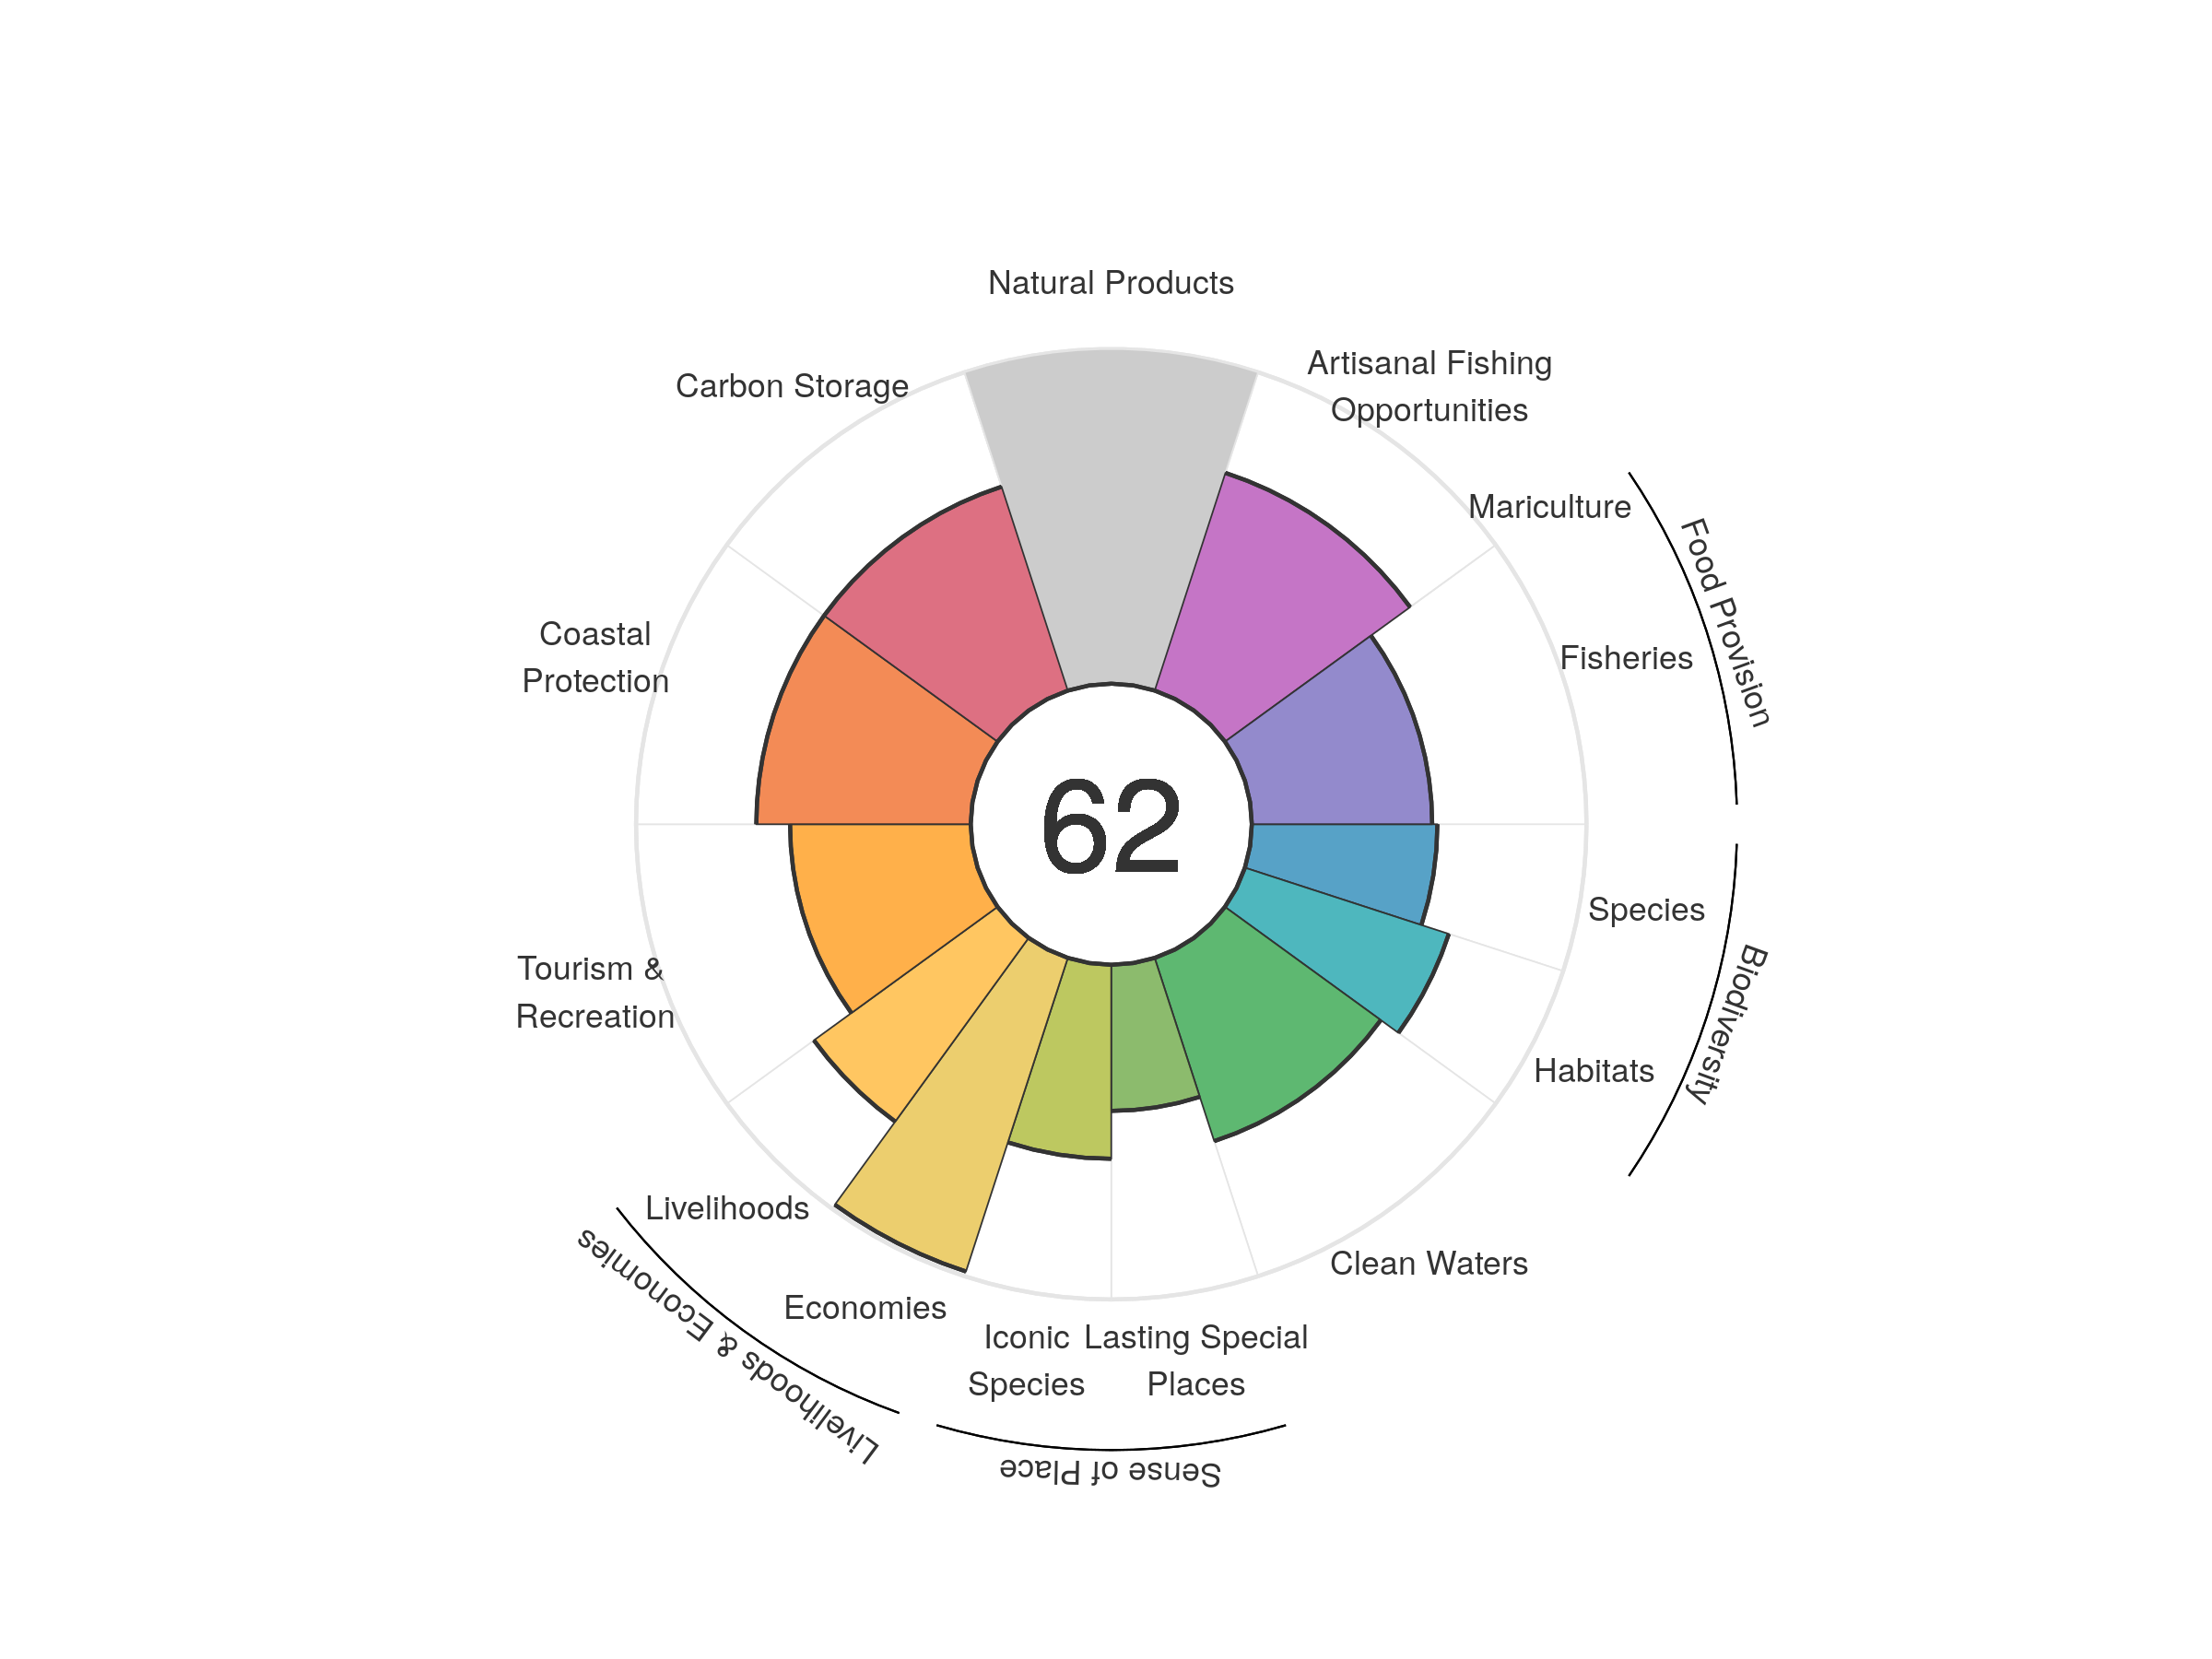 Natural Products
Artisanal Fishing
Opportunities
Carbon Storage
Mariculture
Food Provision
Fisheries
Coastal
Protection
62
Species
Biodiversity
Tourism &
Recreation
Habitats
Livelihoods
Clean Waters
Economies
Livelihoods & Economies
Iconic
Species
Lasting Special
Places
Sense of Place